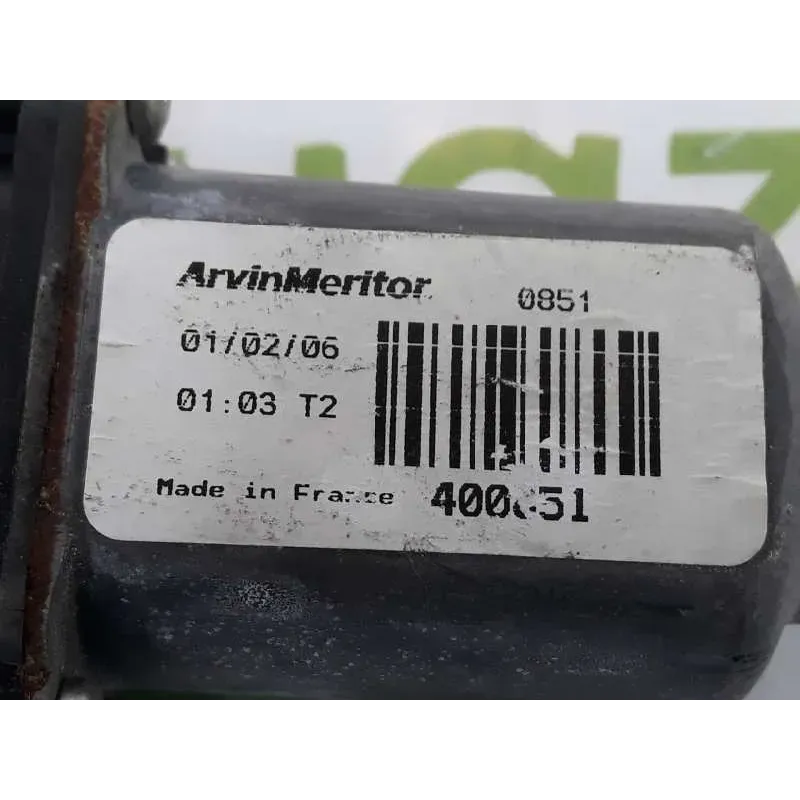 ArvinMeritor 0851
01/02/06
01:03 T2
Made in France